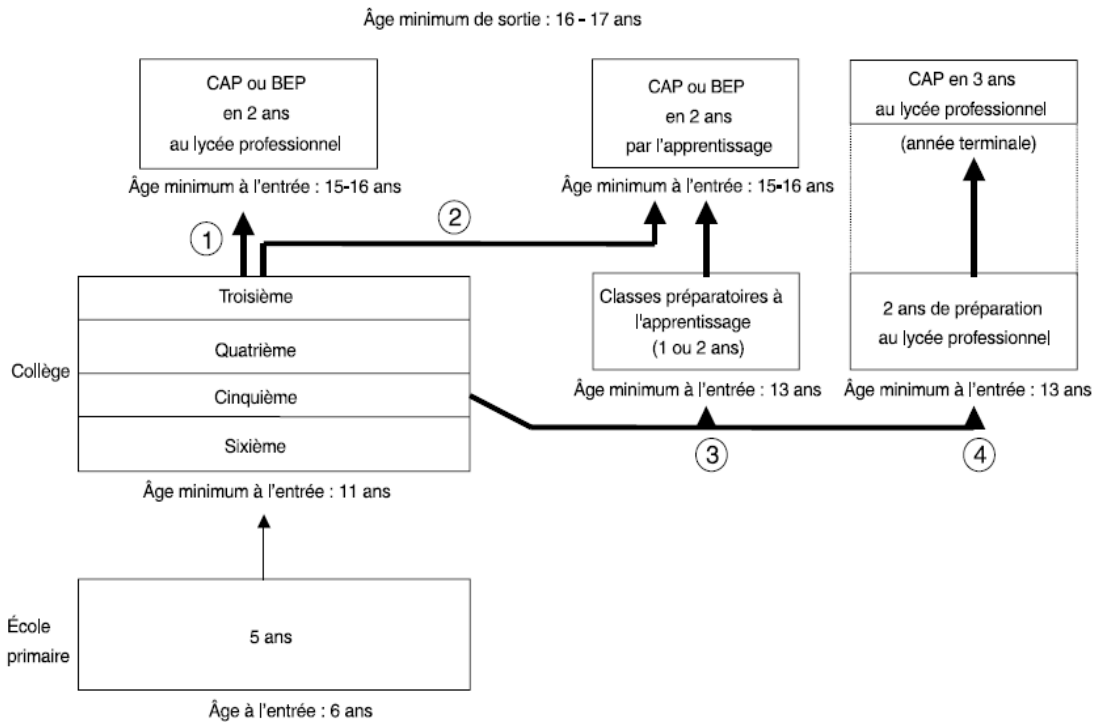 Âge minimum de sortie : 16 - 17 ans
CAP ou BEP
en 2 ans
au lycée professionnel
CAP ou BEP
en 2 ans
par l'apprentissage
CAP en 3 ans
au lycée professionnel
(année terminale)
Âge minimum à l'entrée : 15-16 ans
Âge minimum à l'entrée : 15-16 ans
1
2
Troisième
Quatrième
Cinquième
Sixième
Collège
Classes préparatoires à
l'apprentissage
(1 ou 2 ans)
2 ans de préparation
au lycée professionnel
Âge minimum à l'entrée : 13 ans
Âge minimum à l'entrée : 13 ans
3
4
Âge minimum à l'entrée : 11 ans
École
primaire
5 ans
Âge à l'entrée : 6 ans